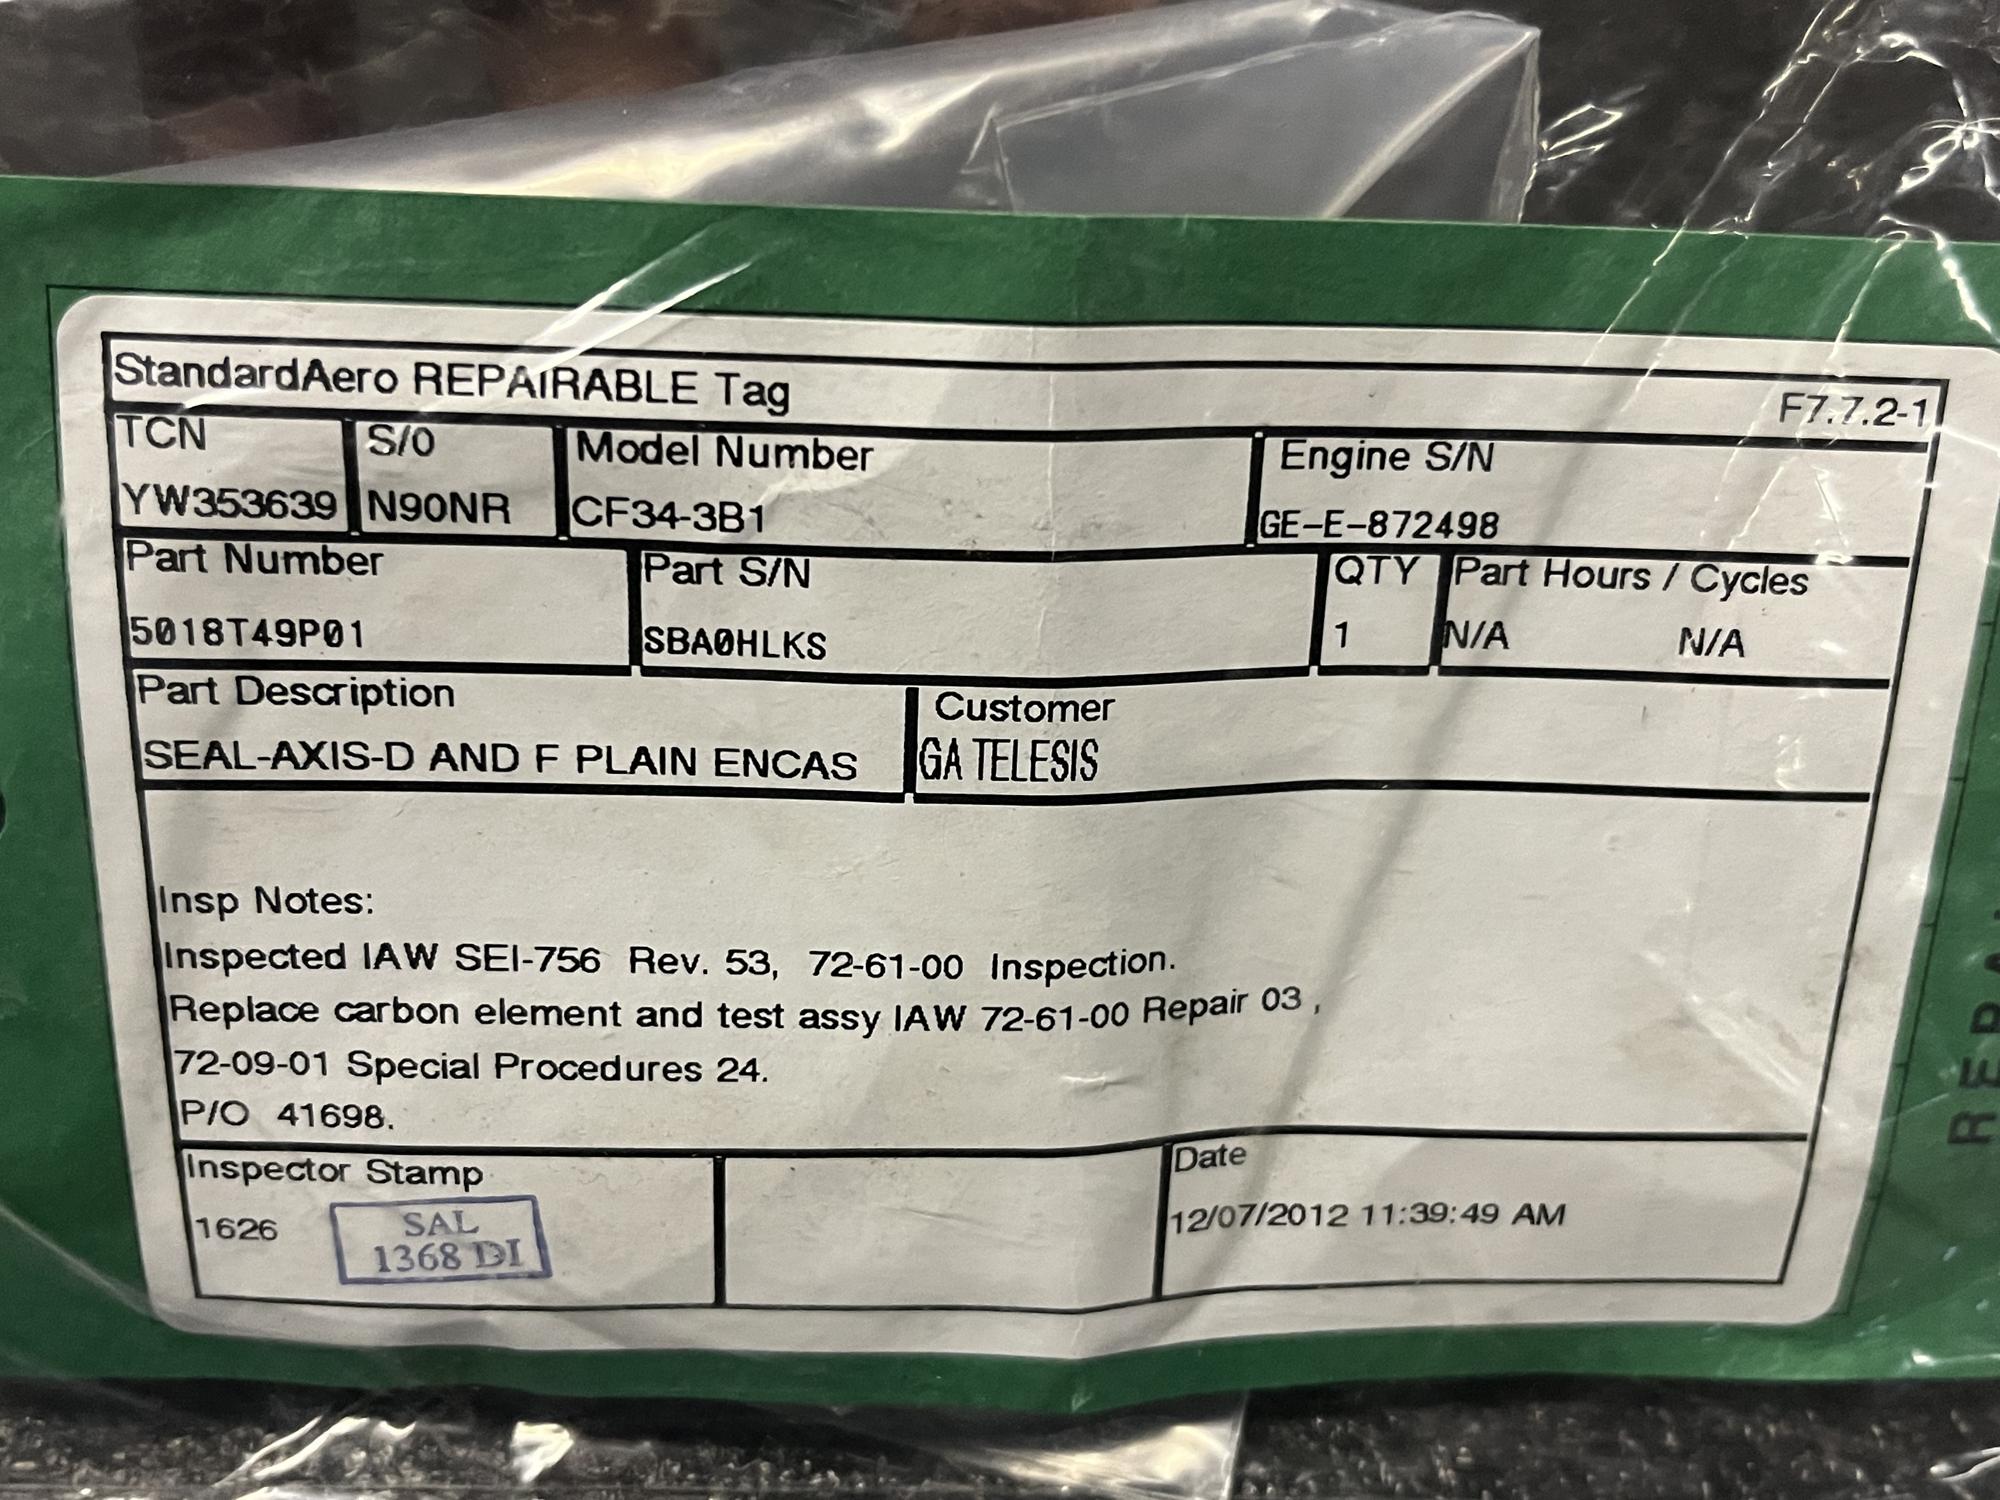 StandardAero REPAIRABLE Tag F7.7.2-1
TCN S/O Model Number Engine S/N
YW353639 N90NR CF34-3B1 GE-E-872498
Part Number Part S/N QTY Part Hours / Cycles
5018T49P01 SBA0HLKS 1 N/A N/A
Part Description Customer
SEAL-AXIS-D AND F PLAIN ENCAS GA TELESIS
Insp Notes:
Inspected IAW SEI-756 Rev. 53, 72-61-00 Inspection.
Replace carbon element and test assy IAW 72-61-00 Repair 03 ,
72-09-01 Special Procedures 24.
P/O 41698.
Inspector Stamp Date
1626 SAL 12/07/2012 11:39:49 AM
1368 DI